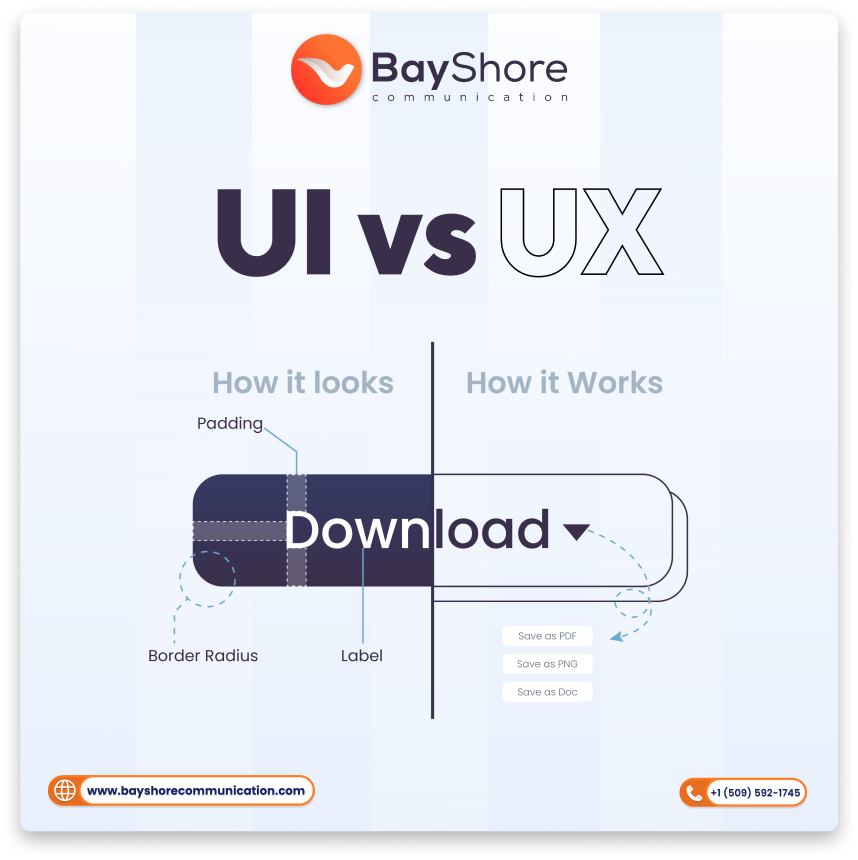 BayShore
communication
UI vs UX
How it looks
How it Works
Padding
Download
Border Radius
Label
Save as PDF
Save as PNG
Save as Doc
www.bayshorecommunication.com
+1 (509) 592-1745